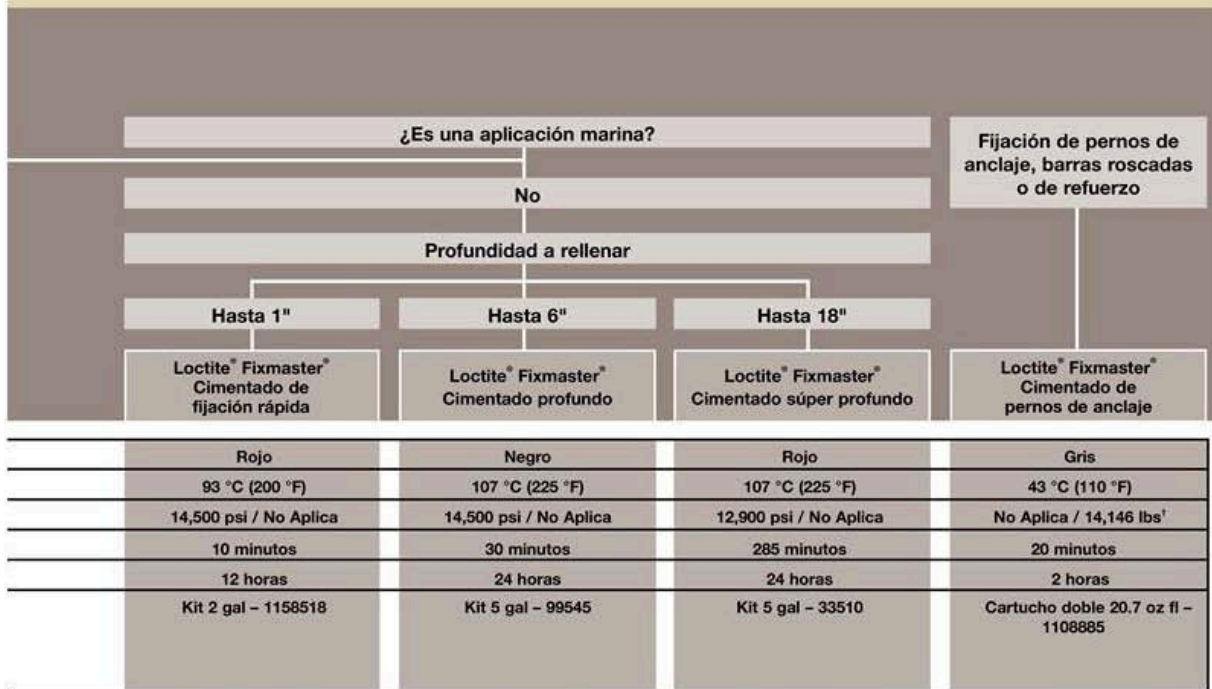 ¿Es una aplicación marina?
Fijación de pernos de
anclaje, barras roscadas
o de refuerzo
No
Profundidad a rellenar
Hasta 1"
Hasta 6"
Hasta 18"
Loctite® Fixmaster®
Cimentado de
fijación rápida
Loctite® Fixmaster®
Cimentado profundo
Loctite® Fixmaster®
Cimentado súper profundo
Loctite® Fixmaster®
Cimentado de
pernos de anclaje
Rojo
Negro
Rojo
Gris
93 °C (200 °F)
107 °C (225 °F)
107 °C (225 °F)
43 °C (110 °F)
14,500 psi / No Aplica
14,500 psi / No Aplica
12,900 psi / No Aplica
No Aplica / 14,146 lbs†
10 minutos
30 minutos
285 minutos
20 minutos
12 horas
24 horas
24 horas
2 horas
Kit 2 gal – 1158518
Kit 5 gal – 99545
Kit 5 gal – 33510
Cartucho doble 20.7 oz fl –
1108885